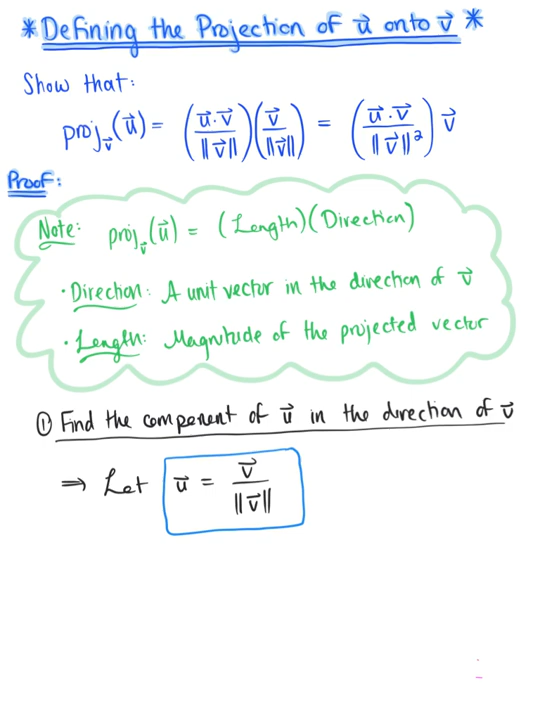 *Defining the Projection of u⃗ onto v⃗ *
Show that:
proj_v⃗(u⃗) = (u⃗·v⃗ / ||v⃗||)(v⃗ / ||v⃗||) = (u⃗·v⃗ / ||v⃗||²) v⃗
Proof:
Note: proj_v⃗(u⃗) = (Length)(Direction)
· Direction: A unit vector in the direction of v⃗
· Length: Magnitude of the projected vector
① Find the component of u⃗ in the direction of v⃗
⇒ Let u⃗ = v⃗ / ||v⃗||